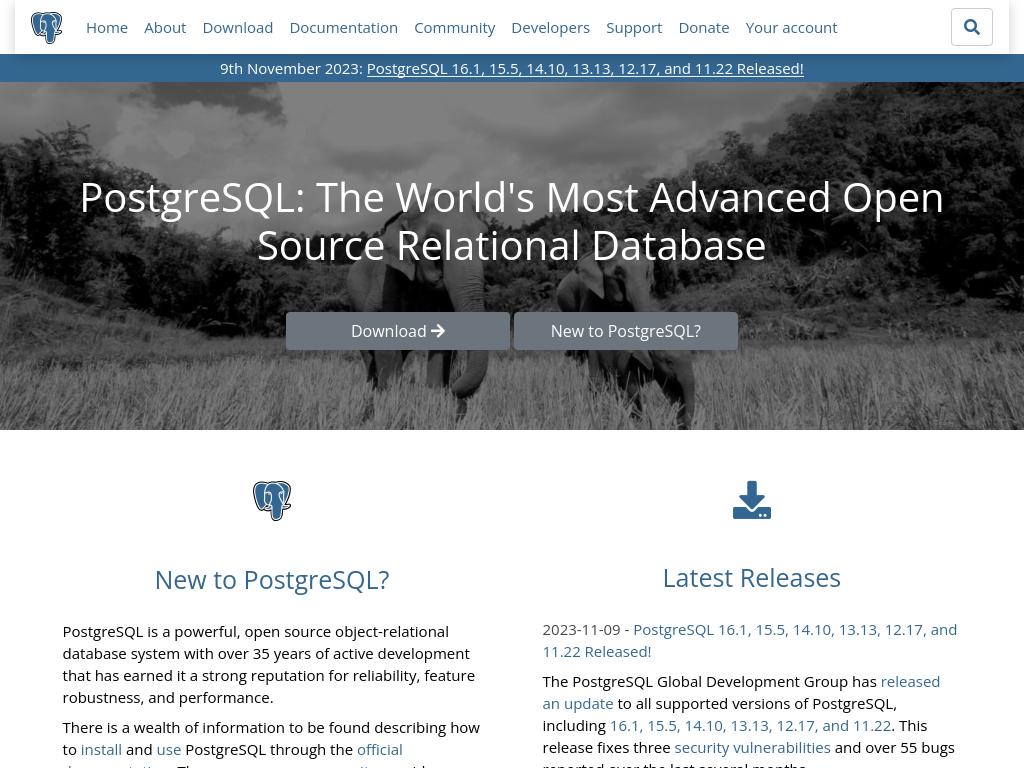 Home About Download Documentation Community Developers Support Donate Your account
9th November 2023: PostgreSQL 16.1, 15.5, 14.10, 13.13, 12.17, and 11.22 Released!
PostgreSQL: The World's Most Advanced Open
Source Relational Database
Download
New to PostgreSQL?
New to PostgreSQL?
PostgreSQL is a powerful, open source object-relational
database system with over 35 years of active development
that has earned it a strong reputation for reliability, feature
robustness, and performance.
There is a wealth of information to be found describing how
to install and use PostgreSQL through the official
Latest Releases
2023-11-09 - PostgreSQL 16.1, 15.5, 14.10, 13.13, 12.17, and
11.22 Released!
The PostgreSQL Global Development Group has released
an update to all supported versions of PostgreSQL,
including 16.1, 15.5, 14.10, 13.13, 12.17, and 11.22. This
release fixes three security vulnerabilities and over 55 bugs
reported over the last several months.